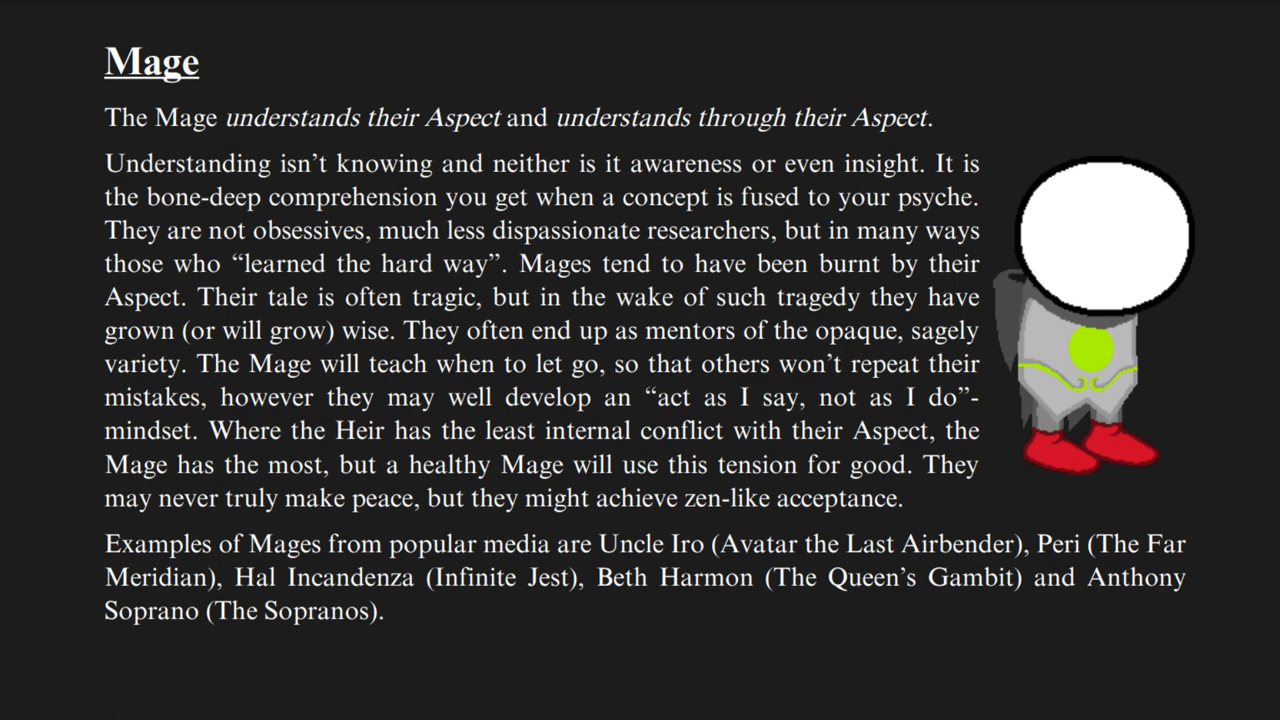 Mage
The Mage understands their Aspect and understands through their Aspect.
Understanding isn’t knowing and neither is it awareness or even insight. It is
the bone-deep comprehension you get when a concept is fused to your psyche.
They are not obsessives, much less dispassionate researchers, but in many ways
those who “learned the hard way”. Mages tend to have been burnt by their
Aspect. Their tale is often tragic, but in the wake of such tragedy they have
grown (or will grow) wise. They often end up as mentors of the opaque, sagely
variety. The Mage will teach when to let go, so that others won’t repeat their
mistakes, however they may well develop an “act as I say, not as I do”-
mindset. Where the Heir has the least internal conflict with their Aspect, the
Mage has the most, but a healthy Mage will use this tension for good. They
may never truly make peace, but they might achieve zen-like acceptance.
Examples of Mages from popular media are Uncle Iro (Avatar the Last Airbender), Peri (The Far
Meridian), Hal Incandenza (Infinite Jest), Beth Harmon (The Queen’s Gambit) and Anthony
Soprano (The Sopranos).